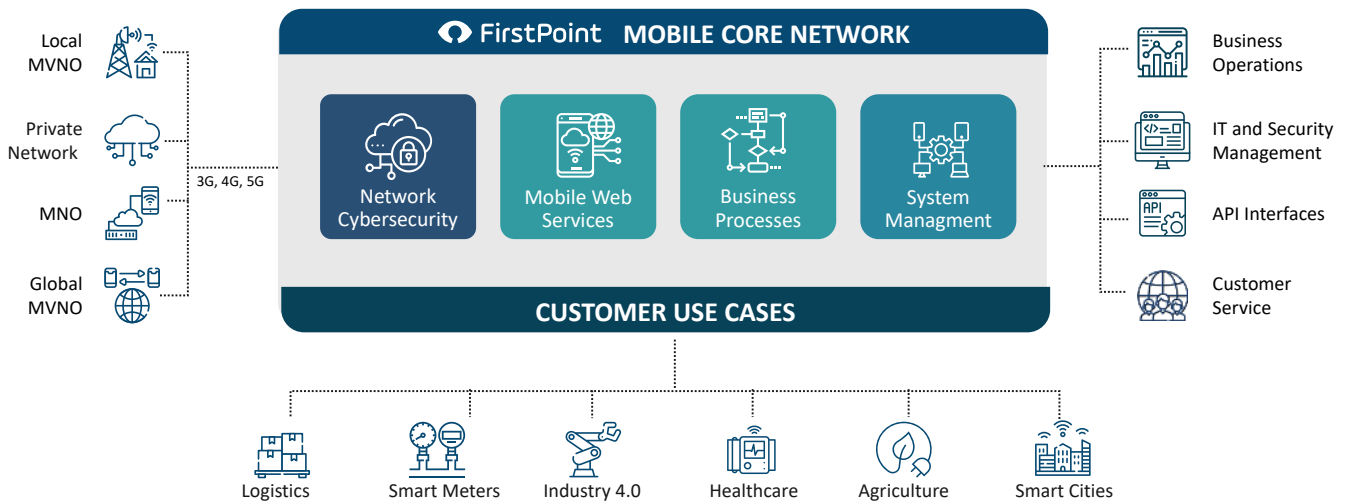 FirstPoint MOBILE CORE NETWORK
Local
MVNO
Private
Network
MNO
Global
MVNO
3G, 4G, 5G
Network
Cybersecurity
Mobile Web
Services
Business
Processes
System
Managment
Business
Operations
</>
IT and Security
Management
API
API Interfaces
Customer
Service
CUSTOMER USE CASES
Logistics
Smart Meters
Industry 4.0
Healthcare
Agriculture
Smart Cities